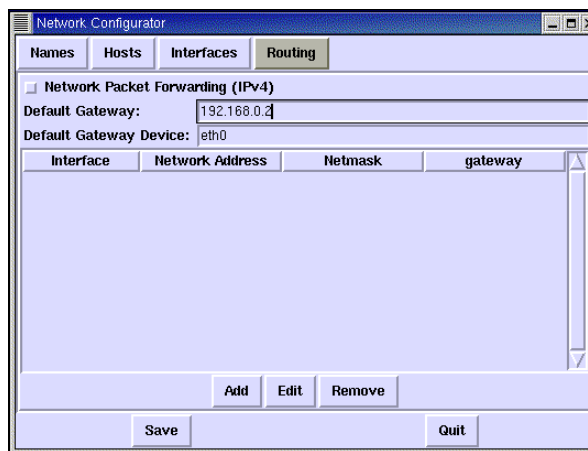 Network Configurator
Names Hosts Interfaces Routing
Network Packet Forwarding (IPv4)
Default Gateway: 192.168.0.2
Default Gateway Device: eth0
Interface Network Address Netmask gateway
Add Edit Remove
Save Quit